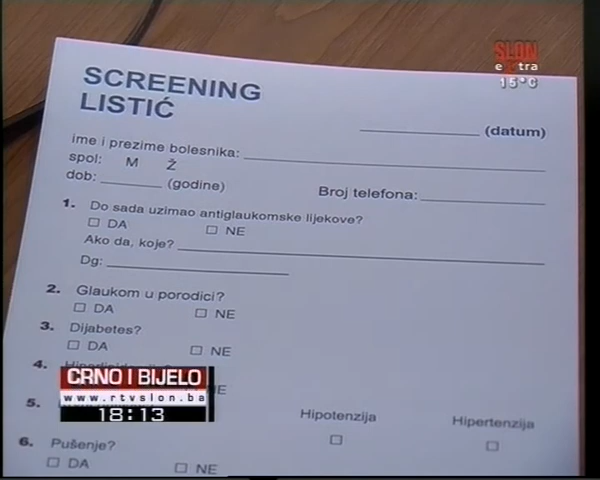 SLON
extra
15°C
SCREENING
LISTIĆ
(datum)
ime i prezime bolesnika:
spol: M Ž
dob: (godine)
Broj telefona:
1. Do sada uzimao antiglaukomske lijekove?
DA NE
Ako da, koje?
Dg:
2. Glaukom u porodici?
DA NE
3. Dijabetes?
DA NE
4.
NE
5.
Hipotenzija Hipertenzija
6. Pušenje?
DA NE
CRNO I BIJELO
www.rtvslon.ba
18:13